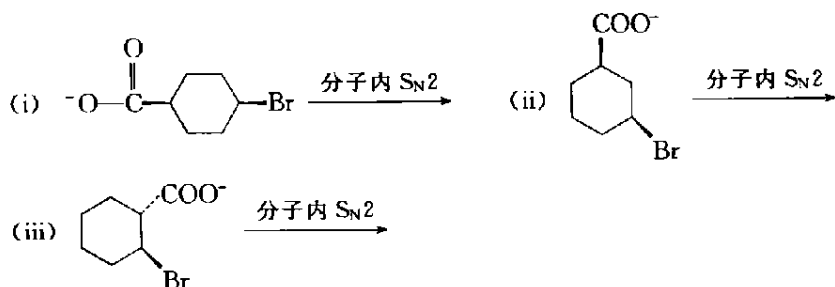 O
(i) ⁻O—C Br 分子内 SN2
COO⁻
(ii) Br 分子内 SN2
(iii) COO⁻ Br 分子内 SN2